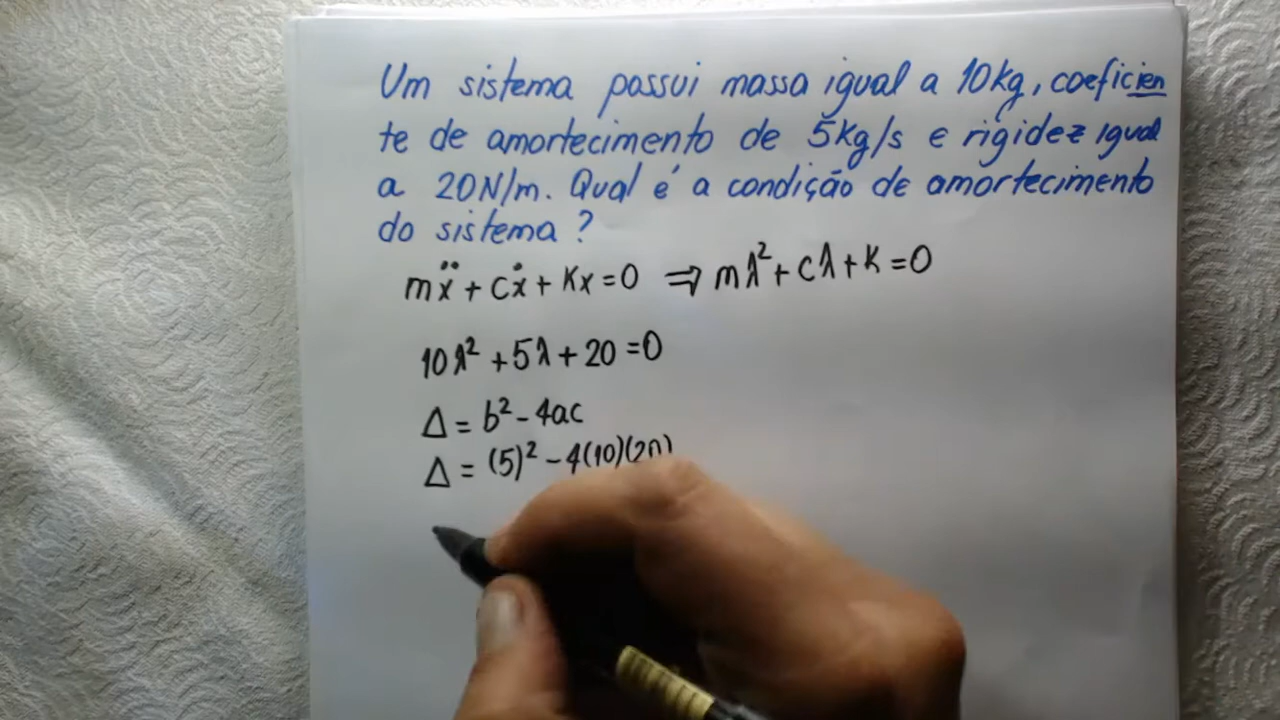 Um sistema possui massa igual a 10kg, coeficien
te de amortecimento de 5kg/s e rigidez igual
a 20N/m. Qual é a condição de amortecimento
do sistema?
mẍ + cẋ + Kx = 0 ⇒ mλ² + cλ + K = 0
10λ² + 5λ + 20 = 0
Δ = b² - 4ac
Δ = (5)² - 4(10)(20)